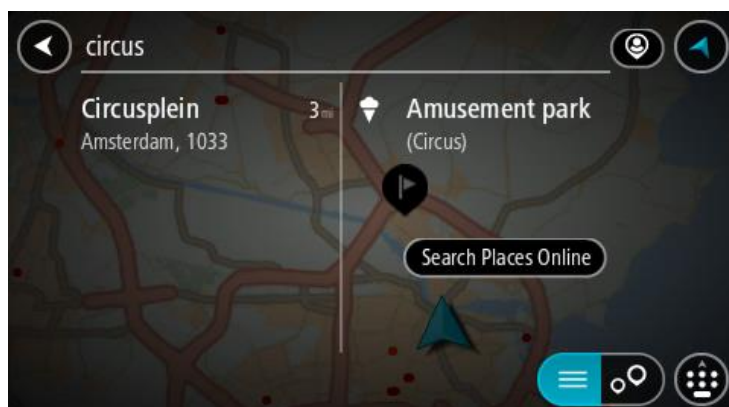 circus
Circusplein 3 mi
Amsterdam, 1033
Amusement park
(Circus)
Search Places Online